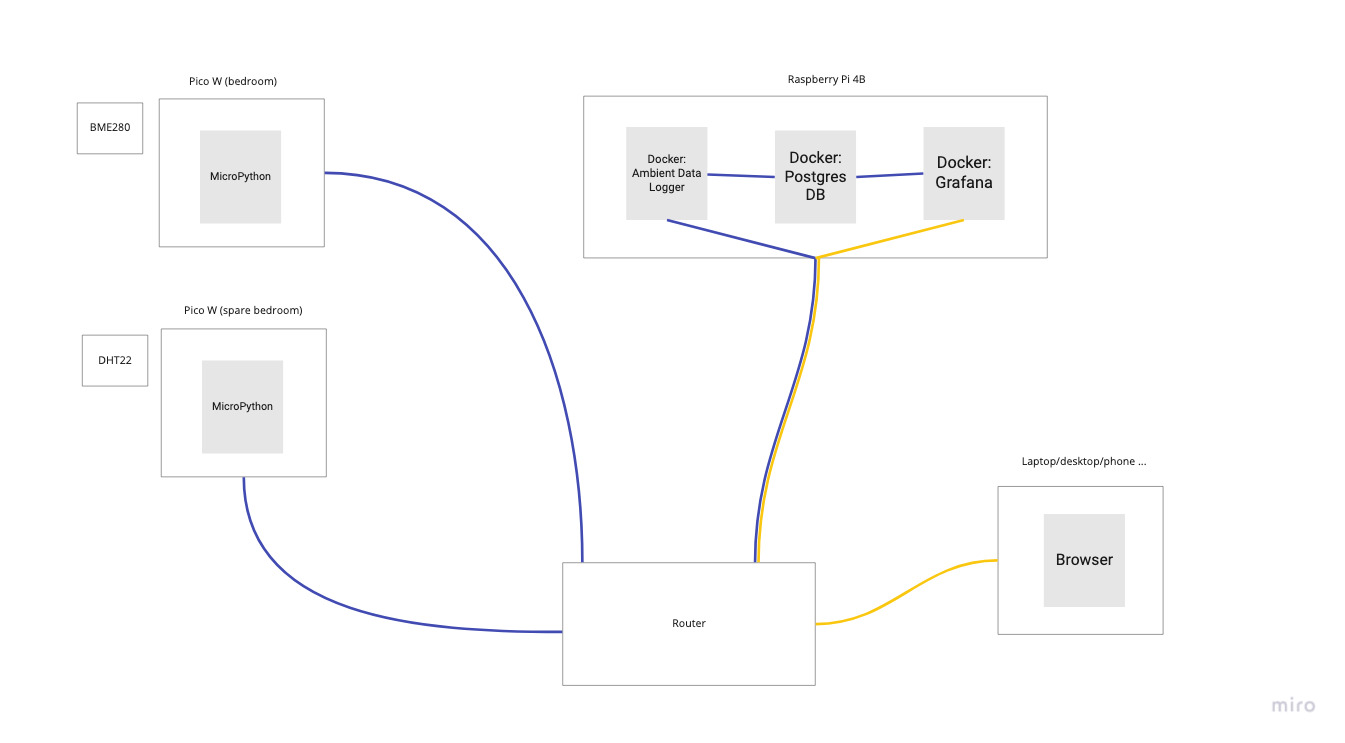 Pico W (bedroom)
BME280
MicroPython
Raspberry Pi 4B
Docker:
Ambient Data
Logger
Docker:
Postgres
DB
Docker:
Grafana
Pico W (spare bedroom)
DHT22
MicroPython
Laptop/desktop/phone ...
Browser
Router
miro